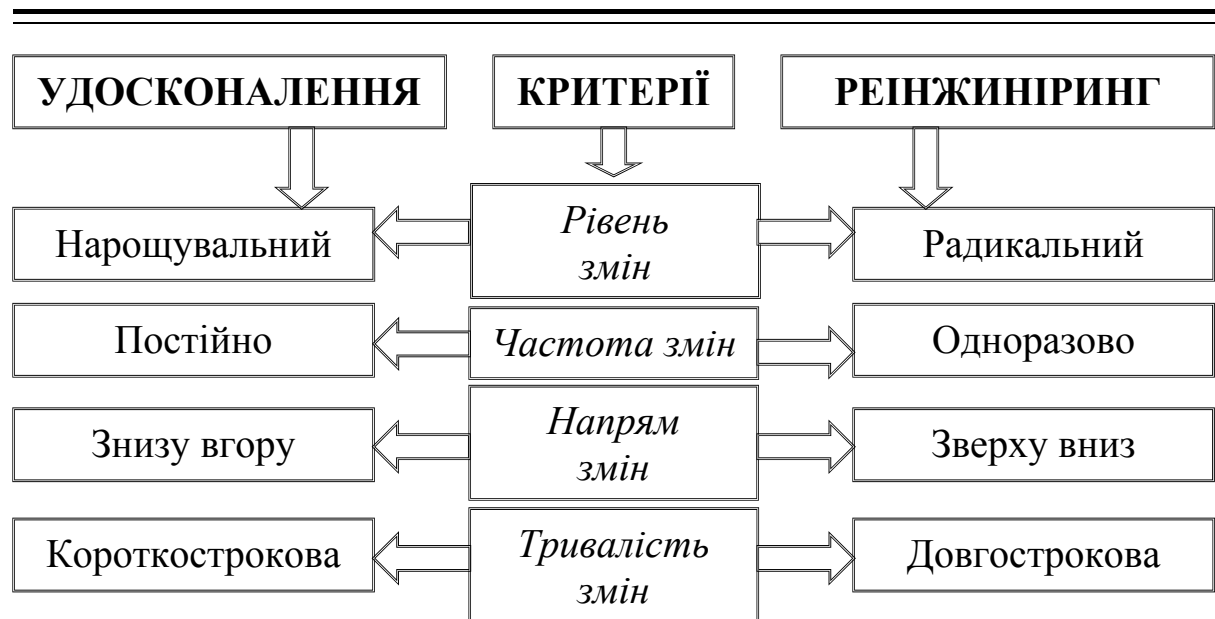 УДОСКОНАЛЕННЯ
КРИТЕРІЇ
РЕІНЖИНІРИНГ
Нарощувальний
Рівень
змін
Радикальний
Постійно
Частота змін
Одноразово
Знизу вгору
Напрям
змін
Зверху вниз
Короткострокова
Тривалість
змін
Довгострокова